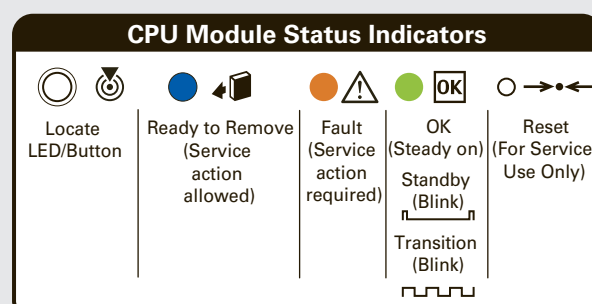 CPU Module Status Indicators
OK
Locate
LED/Button
Ready to Remove
(Service
action
allowed)
Fault
(Service
action
required)
OK
(Steady on)
Standby
(Blink)
Transition
(Blink)
Reset
(For Service
Use Only)